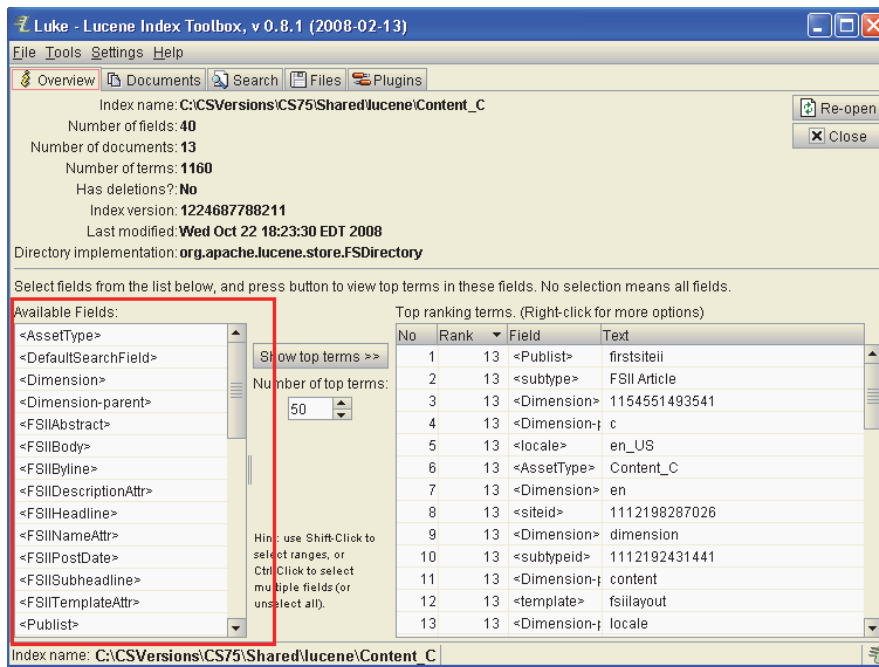 Luke - Lucene Index Toolbox, v 0.8.1 (2008-02-13)
File Tools Settings Help
Overview Documents Search Files Plugins
Index name: C:\CSVersions\CS75\Shared\lucene\Content_C
Re-open
Number of fields: 40
Close
Number of documents: 13
Number of terms: 1160
Has deletions?: No
Index version: 1224687788211
Last modified: Wed Oct 22 18:23:30 EDT 2008
Directory implementation: org.apache.lucene.store.FSDirectory
Select fields from the list below, and press button to view top terms in these fields. No selection means all fields.
Available Fields:
<AssetType>
<DefaultSearchField>
<Dimension>
<Dimension-parent>
<FSIIAbstract>
<FSIIBody>
<FSIIByline>
<FSIIDescriptionAttr>
<FSIIHeadline>
<FSIINameAttr>
<FSIIPostDate>
<FSIISubheadline>
<FSIITemplateAttr>
<Publist>
Show top terms >>
Number of top terms:
50
Hint: use Shift-Click to
select ranges, or
Ctrl-Click to select
multiple fields (or
unselect all).
Top ranking terms. (Right-click for more options)
No Rank Field Text
1 13 <Publist> firstsiteii
2 13 <subtype> FSII Article
3 13 <Dimension> 1154551493541
4 13 <Dimension-p c
5 13 <locale> en_US
6 13 <AssetType> Content_C
7 13 <Dimension> en
8 13 <siteid> 1112198287026
9 13 <Dimension> dimension
10 13 <subtypeid> 1112192431441
11 13 <Dimension-p content
12 13 <template> fsiilayout
13 13 <Dimension-p locale
Index name: C:\CSVersions\CS75\Shared\lucene\Content_C